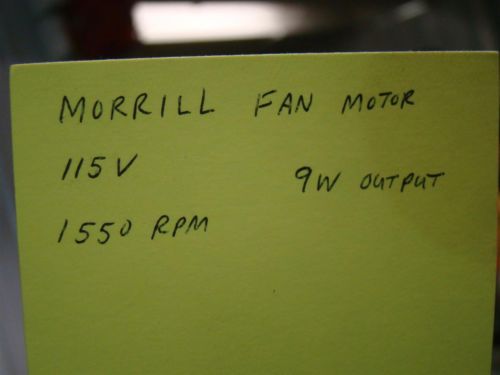 MORRILL FAN MOTOR
115V
9W OUTPUT
1550 RPM